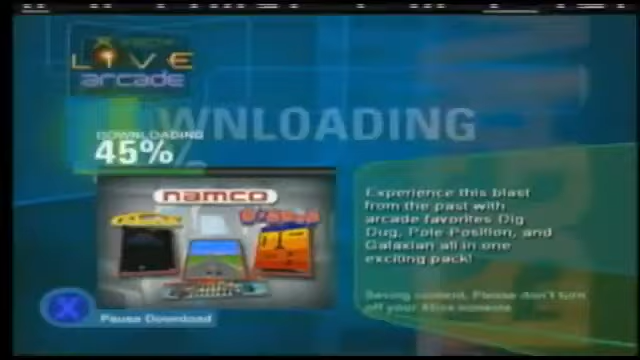 LIVE
arcade
DOWNLOADING
WNLOADING
45%
namco
Experience this blast
from the past with
arcade favorites Dig
Dug, Pole Position, and
Galaxian all in one
exciting pack!
Saving content. Please don't turn
off your Xbox console
X
Pause Download